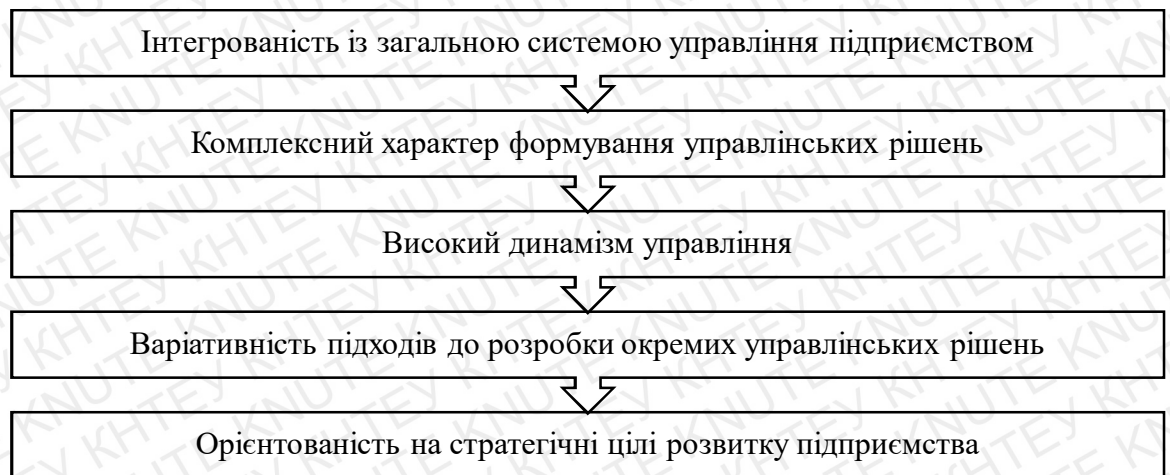 Інтегрованість із загальною системою управління підприємством
Комплексний характер формування управлінських рішень
Високий динамізм управління
Варіативність підходів до розробки окремих управлінських рішень
Орієнтованість на стратегічні цілі розвитку підприємства